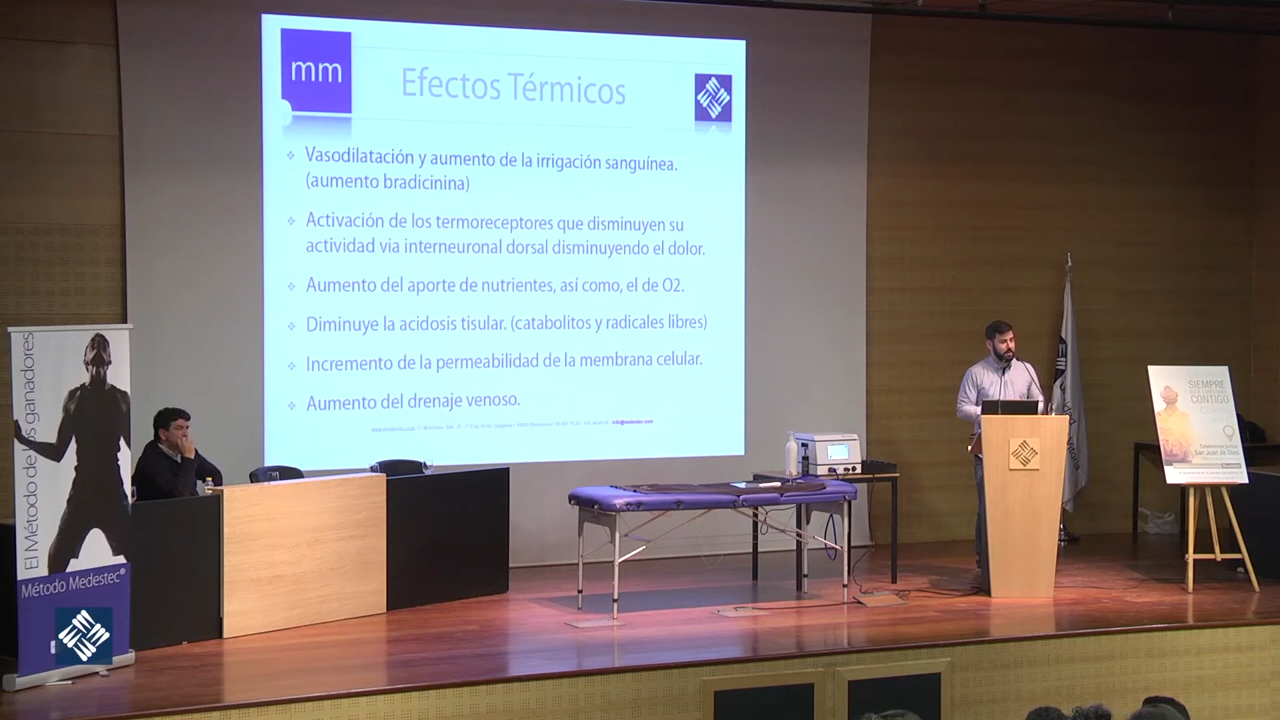 mm
Efectos Térmicos
Vasodilatación y aumento de la irrigación sanguínea.
(aumento bradicinina)
Activación de los termoreceptores que disminuyen su
actividad via interneuronal dorsal disminuyendo el dolor.
Aumento del aporte de nutrientes, así como, el de O2.
Diminuye la acidosis tisular. (catabolitos y radicales libres)
Incremento de la permeabilidad de la membrana celular.
Aumento del drenaje venoso.
El Método de los ganadores
Método Medestec®
SIEMPRE
CONTIGO
San Juan de Dios